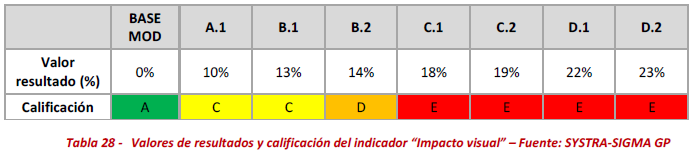 BASE MOD A.1 B.1 B.2 C.1 C.2 D.1 D.2
Valor resultado (%) 0% 10% 13% 14% 18% 19% 22% 23%
Calificación A C C D E E E E
Tabla 28 - Valores de resultados y calificación del indicador “Impacto visual” – Fuente: SYSTRA-SIGMA GP